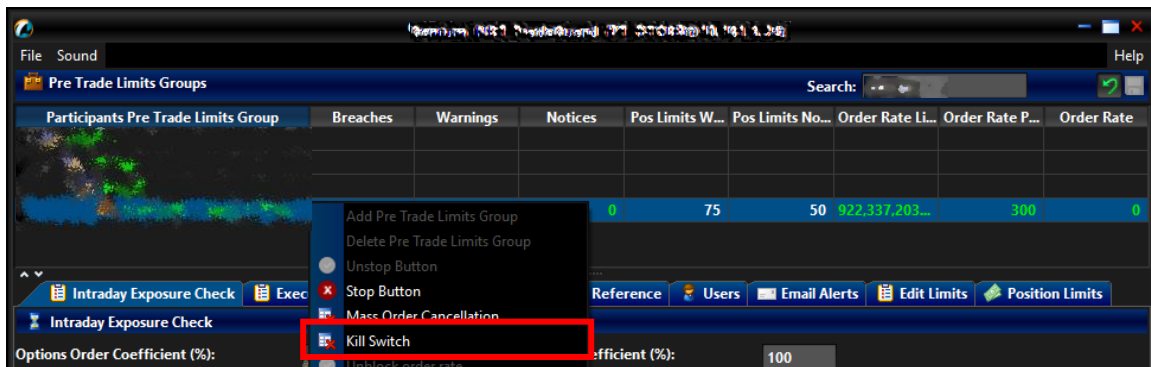 File Sound Help
Pre Trade Limits Groups Search:
Participants Pre Trade Limits Group Breaches Warnings Notices Pos Limits W... Pos Limits No... Order Rate Li... Order Rate P... Order Rate
0 75 50 922,337,203... 300 0
Add Pre Trade Limits Group
Delete Pre Trade Limits Group
Unstop Button
Intraday Exposure Check Exec Reference Users Email Alerts Edit Limits Position Limits
Stop Button
Mass Order Cancellation
Intraday Exposure Check
Kill Switch
Options Order Coefficient (%): efficient (%): 100
Unblock order rate